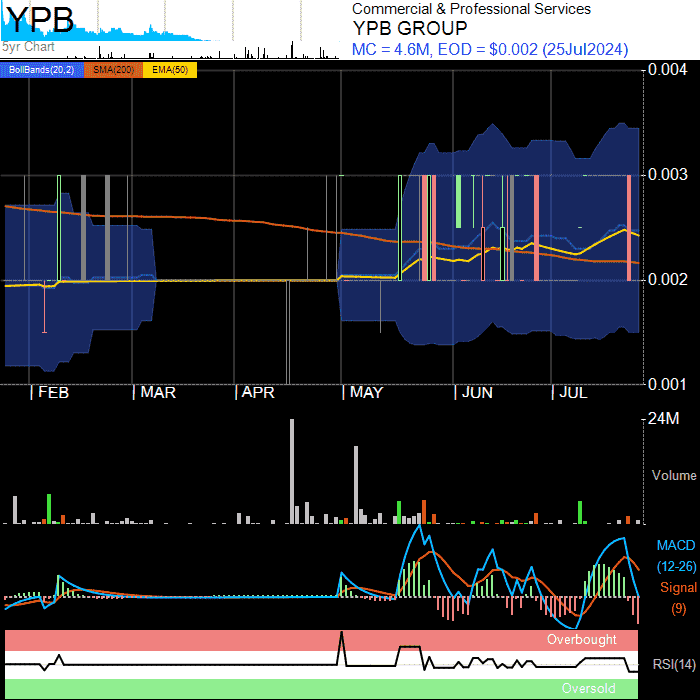 YPB
5yr Chart
Commercial & Professional Services
YPB GROUP
MC = 4.6M, EOD = $0.002 (25Jul2024)
BollBands(20,2) SMA(200) EMA(50)
0.004
0.003
0.002
0.001
FEB MAR APR MAY JUN JUL
24M
Volume
MACD
(12-26)
Signal
(9)
Overbought
RSI(14)
Oversold